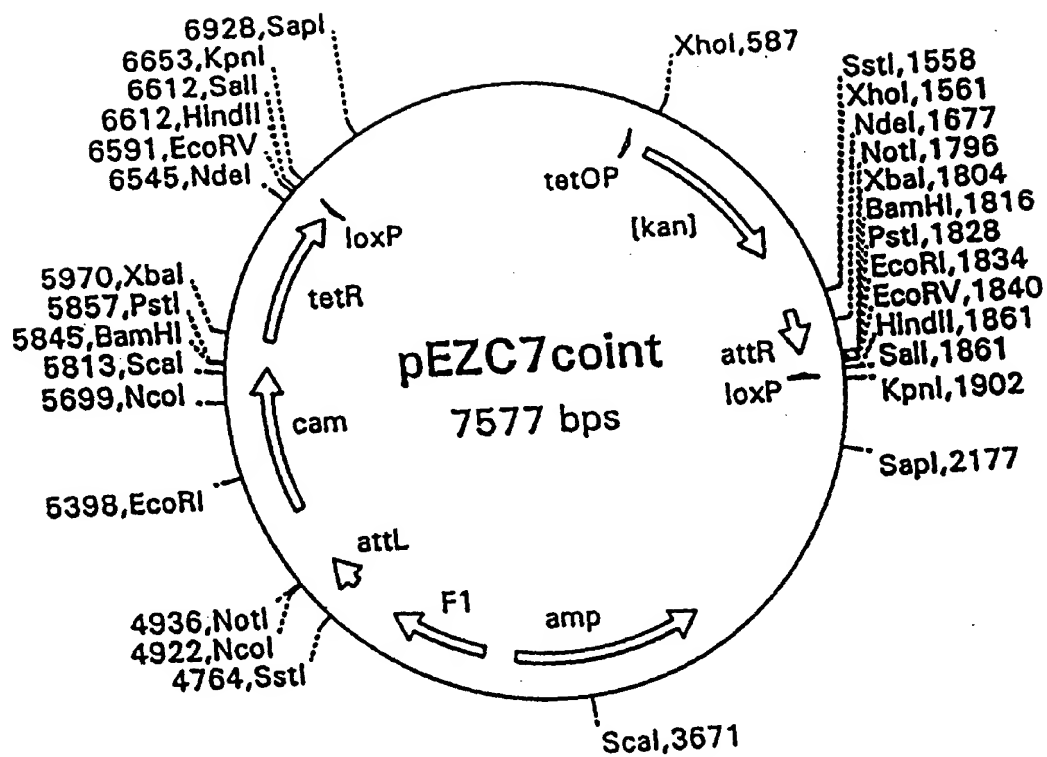 6928,SapI
6653,KpnI
6612,SalI
6612,HindII
6591,EcoRV
6545,NdeI
XhoI,587
SstI,1558
XhoI,1561
NdeI,1677
NotI,1796
XbaI,1804
BamHI,1816
PstI,1828
EcoRI,1834
EcoRV,1840
HindII,1861
SalI,1861
KpnI,1902
SapI,2177
tetOP
[kan]
loxP
tetR
attR
loxP
pEZC7coint
7577 bps
5970,XbaI
5857,PstI
5845,BamHI
5813,ScaI
5699,NcoI
cam
5398,EcoRI
attL
F1
amp
4936,NotI
4922,NcoI
4764,SstI
ScaI,3671